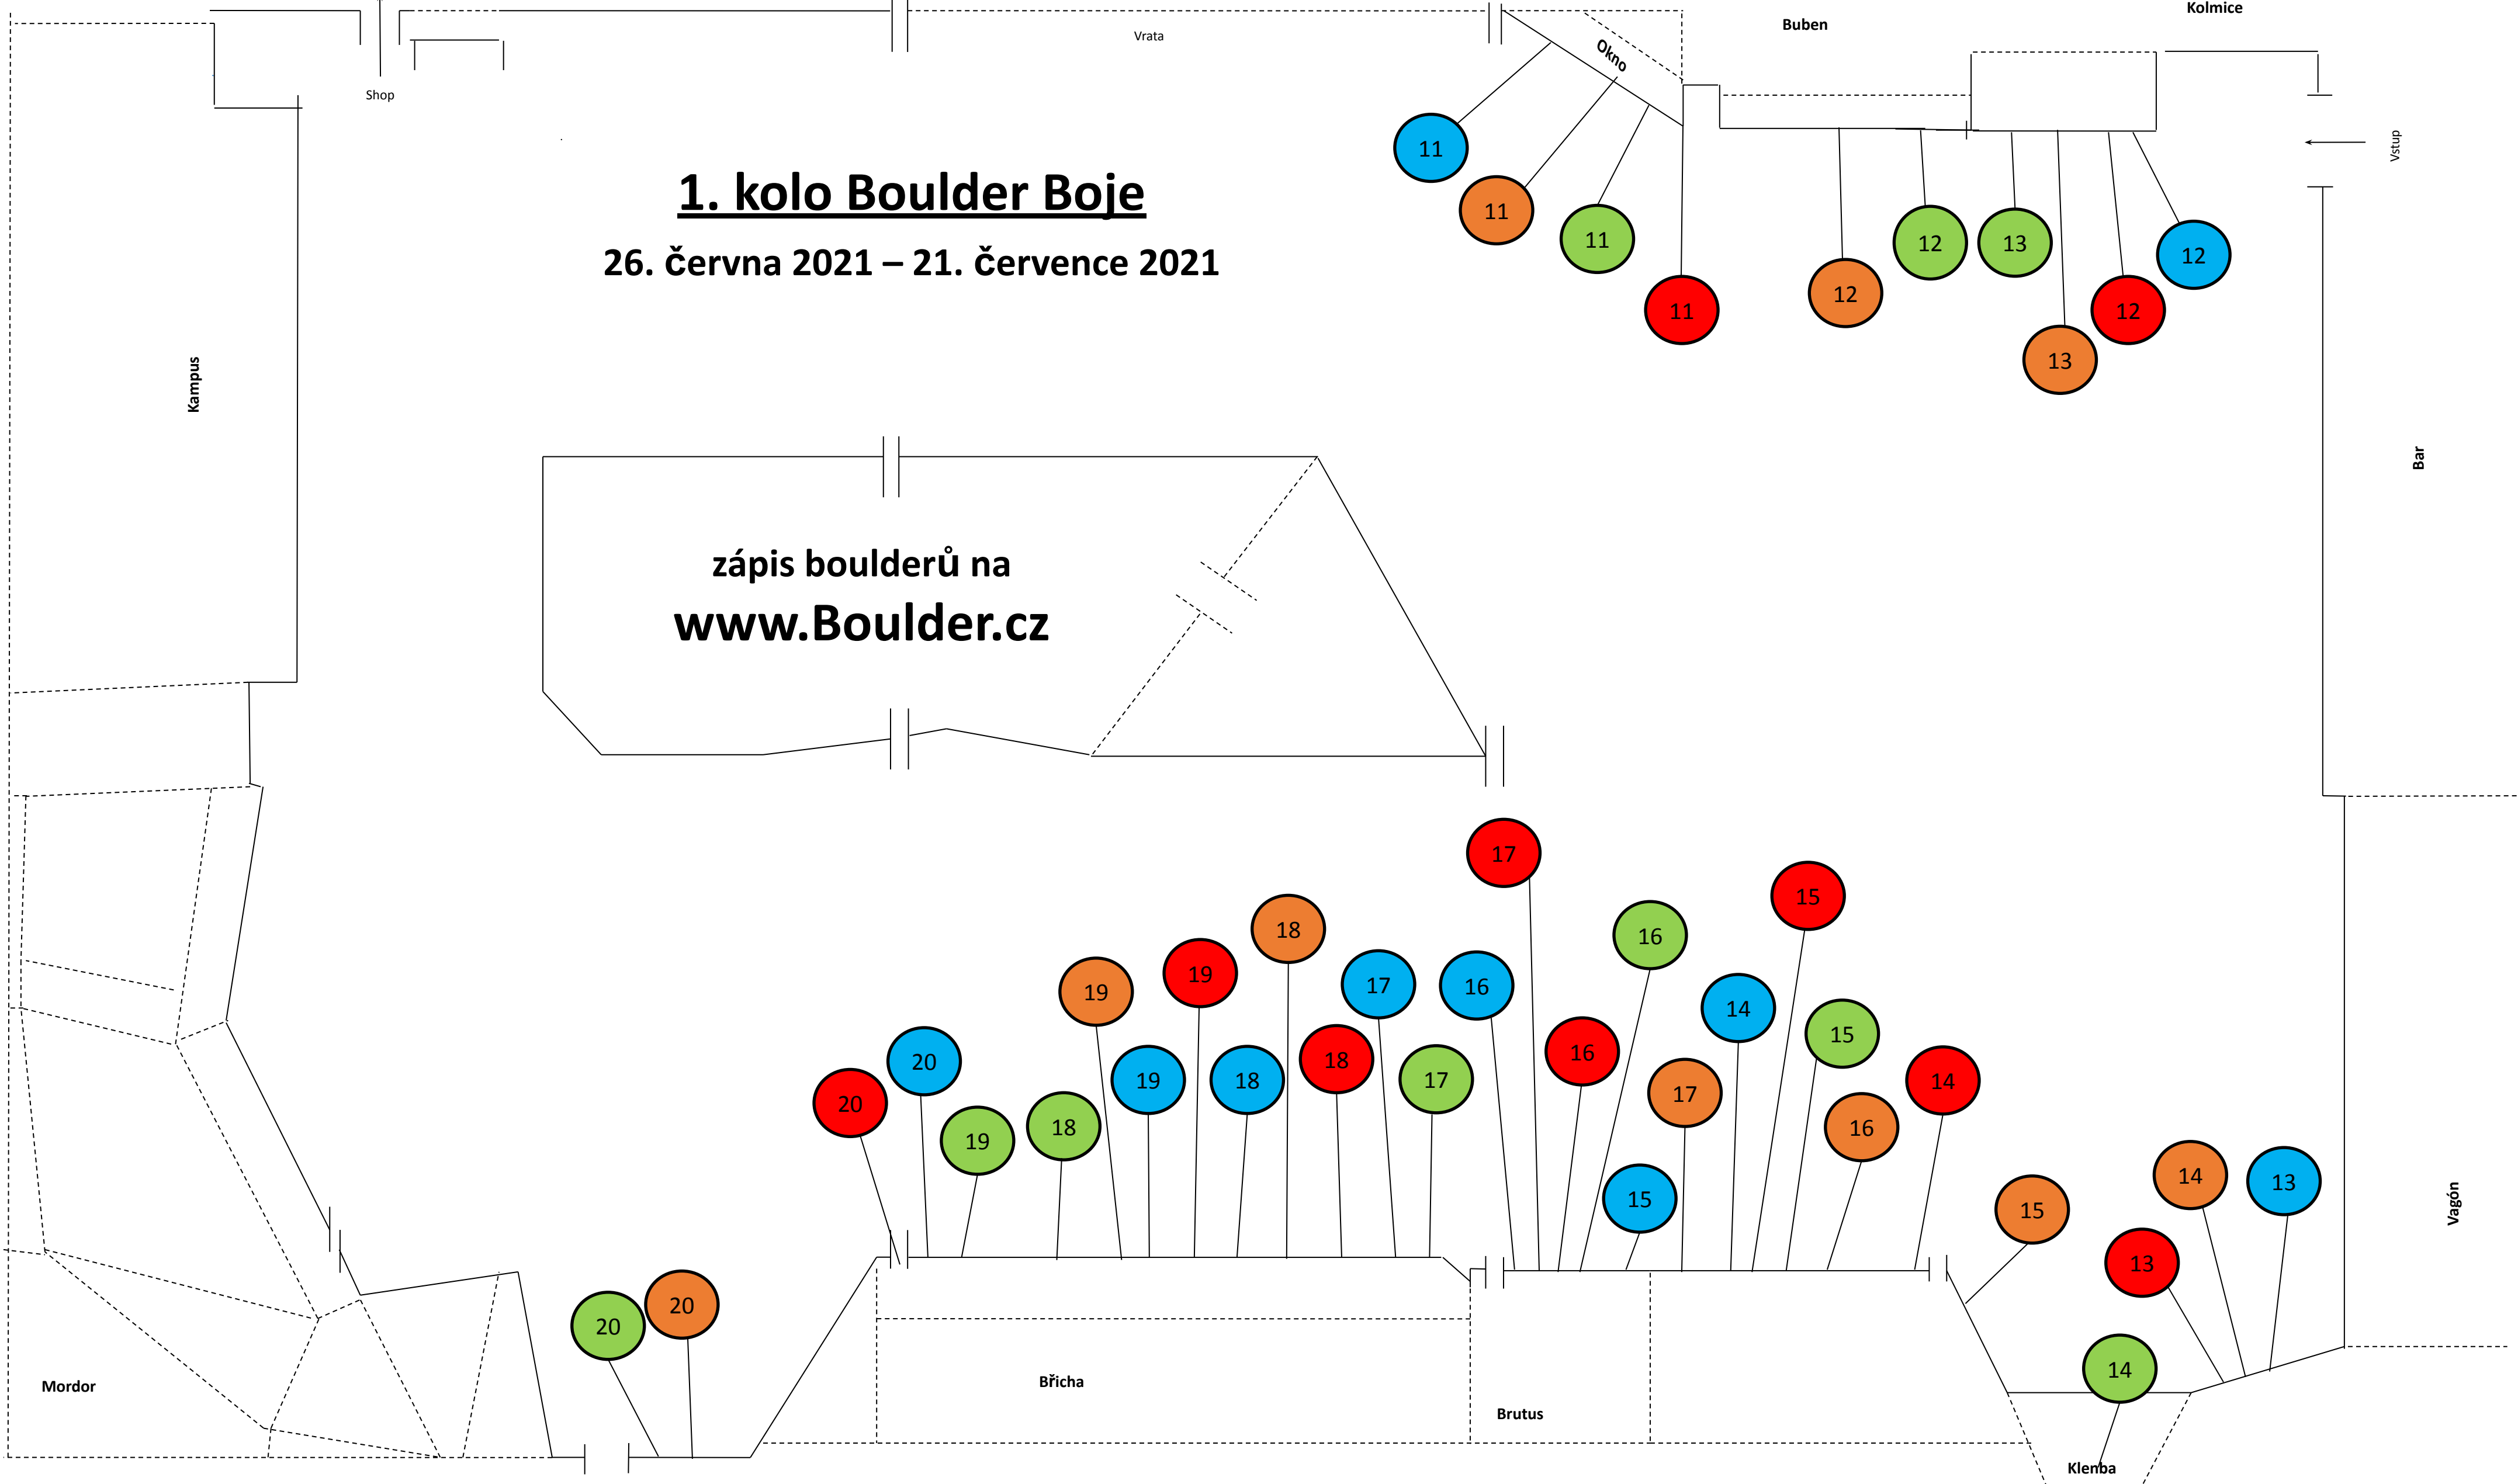 Kolmice
Buben
Vrata
Okno
Shop
Vstup
11
11
11
11
12
12
13
13
12
12
1. kolo Boulder Boje
26. června 2021 – 21. července 2021
Kampus
Bar
zápis boulderů na
www.Boulder.cz
17
15
16
18
19
19
17
16
14
15
20
18
19
18
17
16
17
14
20
19
18
16
15
15
14
13
13
20
20
14
Vagón
Mordor
Břicha
Brutus
Klenba